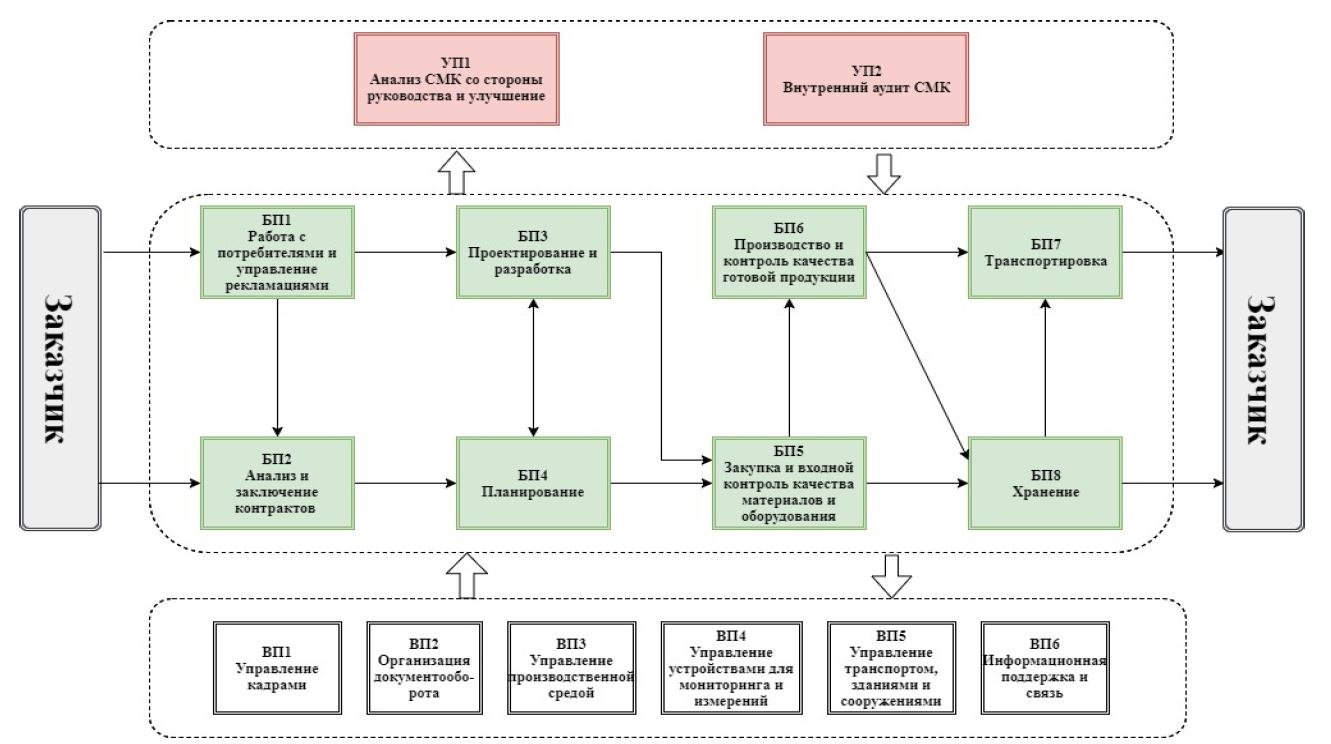 УП1
Анализ СМК со стороны
руководства и улучшение
УП2
Внутренний аудит СМК
Заказчик
БП1
Работа с
потребителями и
управление
рекламациями
БП3
Проектирование и
разработка
БП6
Производство и
контроль качества
готовой продукции
БП7
Транспортировка
БП2
Анализ и
заключение
контрактов
БП4
Планирование
БП5
Закупка и входной
контроль качества
материалов и
оборудования
БП8
Хранение
Заказчик
ВП1
Управление
кадрами
ВП2
Организация
документообо-
рота
ВП3
Управление
производственной
средой
ВП4
Управление
устройствами для
мониторинга и
измерений
ВП5
Управление
транспортом,
зданиями и
сооружениями
ВП6
Информационная
поддержка и
связь